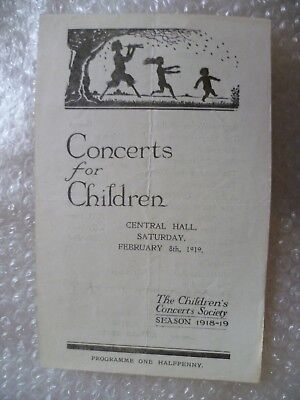 Concerts
for
Children
CENTRAL HALL,
SATURDAY,
FEBRUARY 8th, 1919.
The Children's
Concerts Society
SEASON 1918-19
PROGRAMME ONE HALFPENNY.